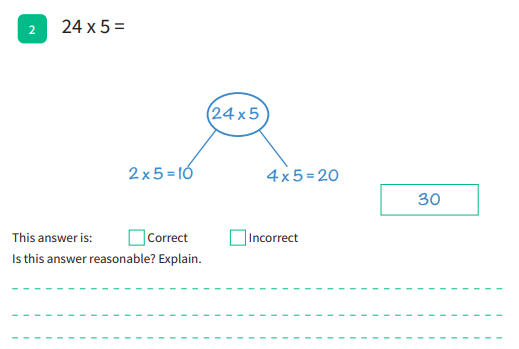 2 24 x 5 =
24 x 5
2 x 5 = 10 4 x 5 = 20
30
This answer is: Correct Incorrect
Is this answer reasonable? Explain.